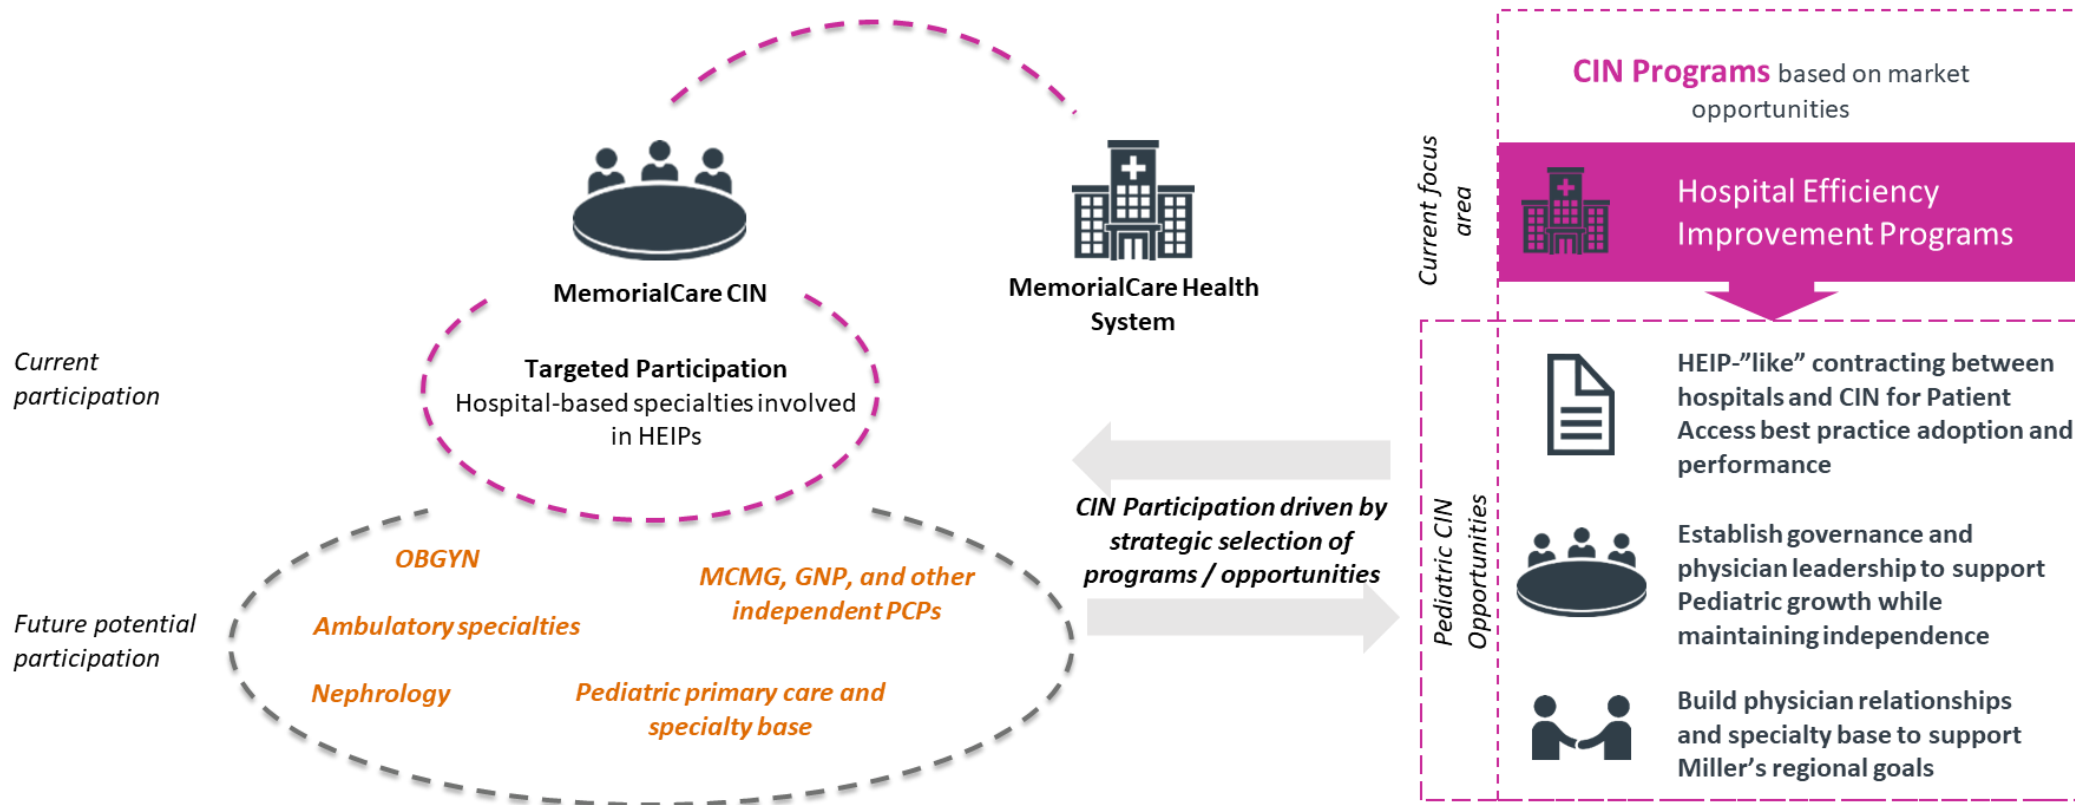 MemorialCare CIN
MemorialCare Health
System
Current
participation
Targeted Participation
Hospital-based specialties involved
in HEIPs
Future potential
participation
OBGYN
MCMG, GNP, and other
independent PCPs
Ambulatory specialties
Nephrology
Pediatric primary care and
specialty base
CIN Participation driven by
strategic selection of
programs / opportunities
Current focus
area
CIN Programs based on market
opportunities
Hospital Efficiency
Improvement Programs
Pediatric CIN
Opportunities
HEIP-”like” contracting between
hospitals and CIN for Patient
Access best practice adoption and
performance
Establish governance and
physician leadership to support
Pediatric growth while
maintaining independence
Build physician relationships
and specialty base to support
Miller’s regional goals